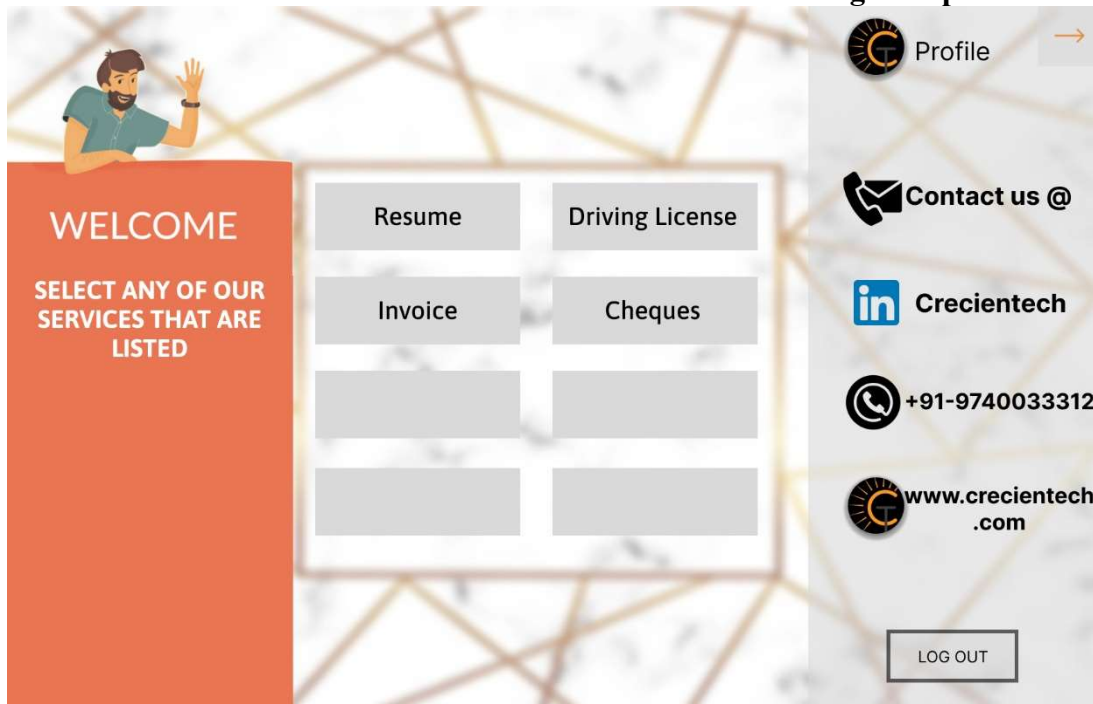 WELCOME
SELECT ANY OF OUR
SERVICES THAT ARE
LISTED
Resume
Driving License
Invoice
Cheques
Profile
Contact us @
in Crecientech
+91-9740033312
www.crecientech
.com
LOG OUT